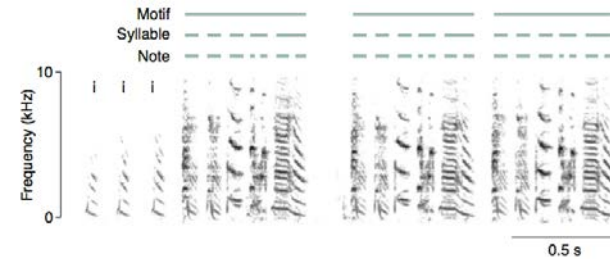 Motif
Syllable
Note
10
i i i
Frequency (kHz)
0
0.5 s